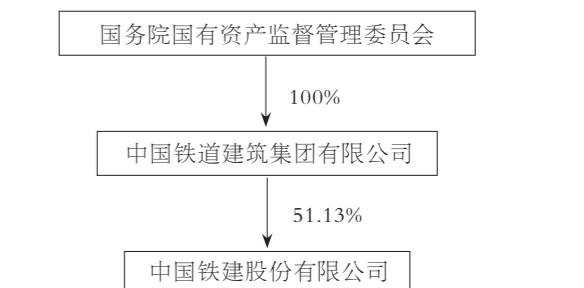 国务院国有资产监督管理委员会
100%
中国铁道建筑集团有限公司
51.13%
中国铁建股份有限公司